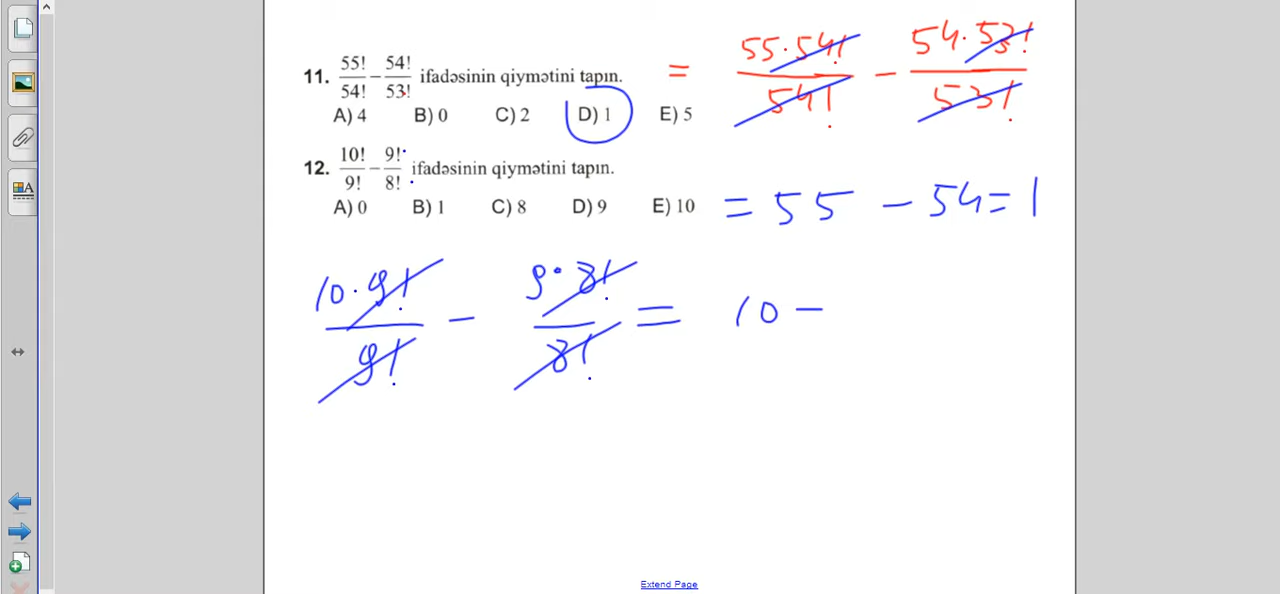 11. 55!/54! − 54!/53! ifadəsinin qiymətini tapın. = 55·54!/54! − 54·53!/53!
A) 4 B) 0 C) 2 D) 1 E) 5
= 55 − 54 = 1
12. 10!/9! − 9!/8! ifadəsinin qiymətini tapın.
A) 0 B) 1 C) 8 D) 9 E) 10
10·9!/9! − 9·8!/8! = 10 −
Extend Page